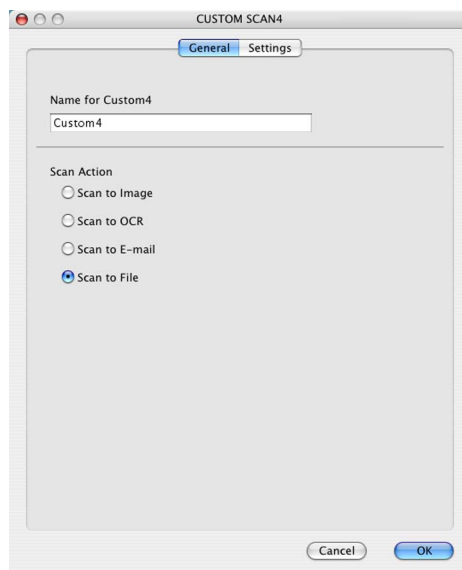 CUSTOM SCAN4
General Settings
Name for Custom4
Custom4
Scan Action
Scan to Image
Scan to OCR
Scan to E-mail
Scan to File
Cancel OK